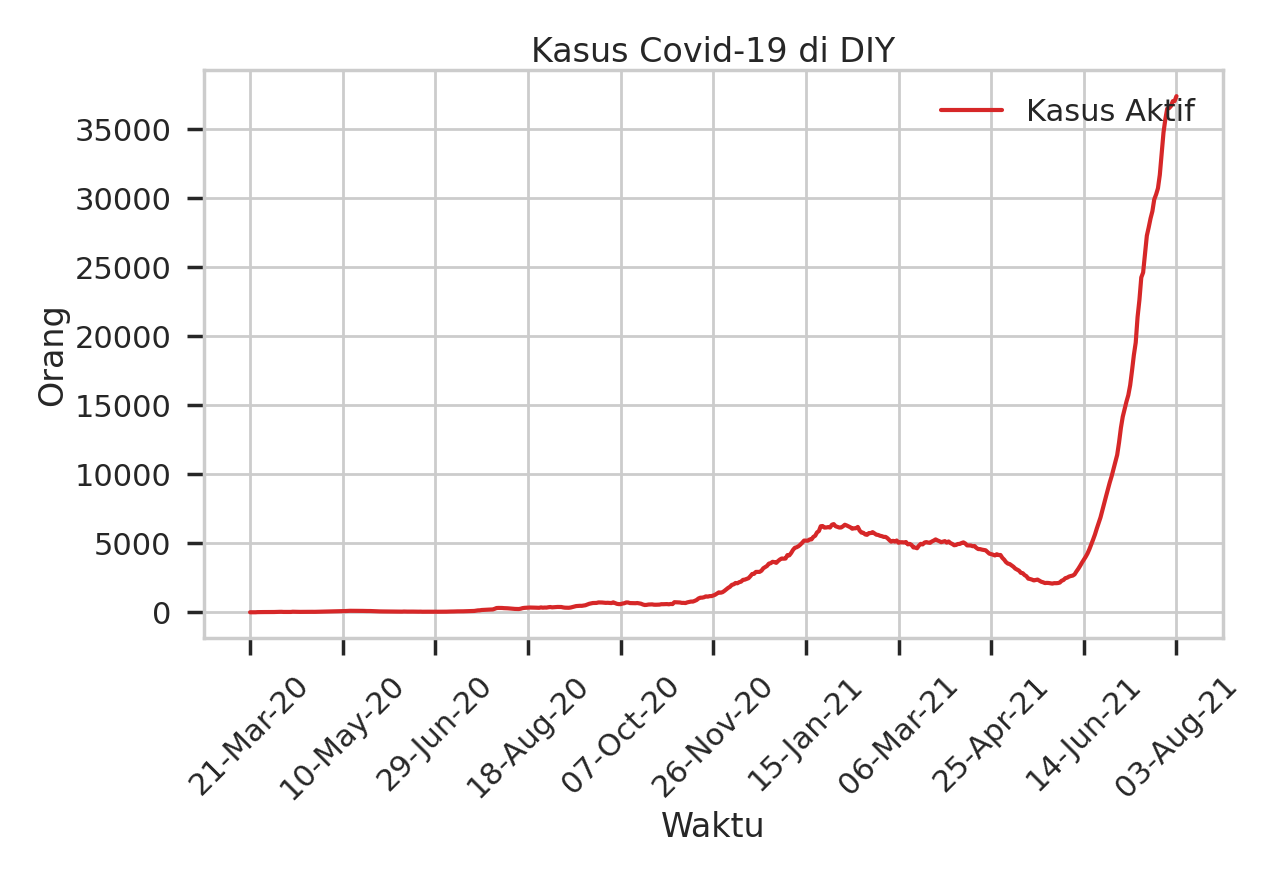 Kasus Covid-19 di DIY
Kasus Aktif
35000
30000
25000
20000
15000
10000
5000
0
Orang
21-Mar-20
10-May-20
29-Jun-20
18-Aug-20
07-Oct-20
26-Nov-20
15-Jan-21
06-Mar-21
25-Apr-21
14-Jun-21
03-Aug-21
Waktu